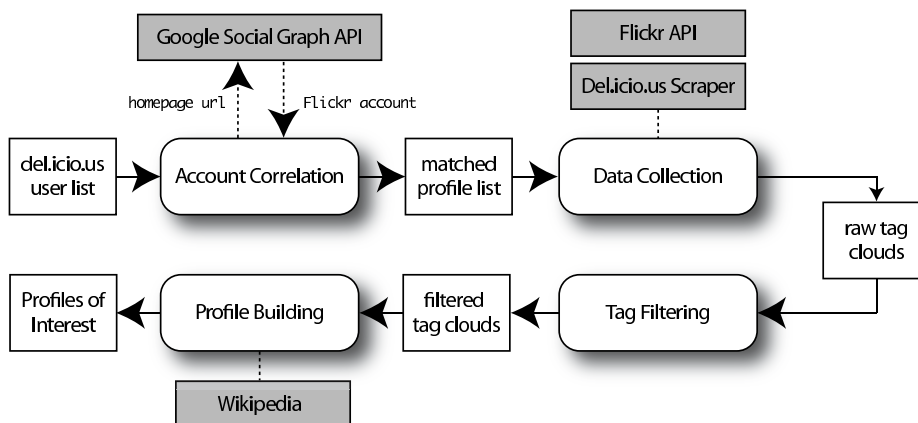 Google Social Graph API
Flickr API
Del.icio.us Scraper
homepage url
Flickr account
del.icio.us
user list
Account Correlation
matched
profile list
Data Collection
raw tag
clouds
Profiles of
Interest
Profile Building
filtered
tag clouds
Tag Filtering
Wikipedia